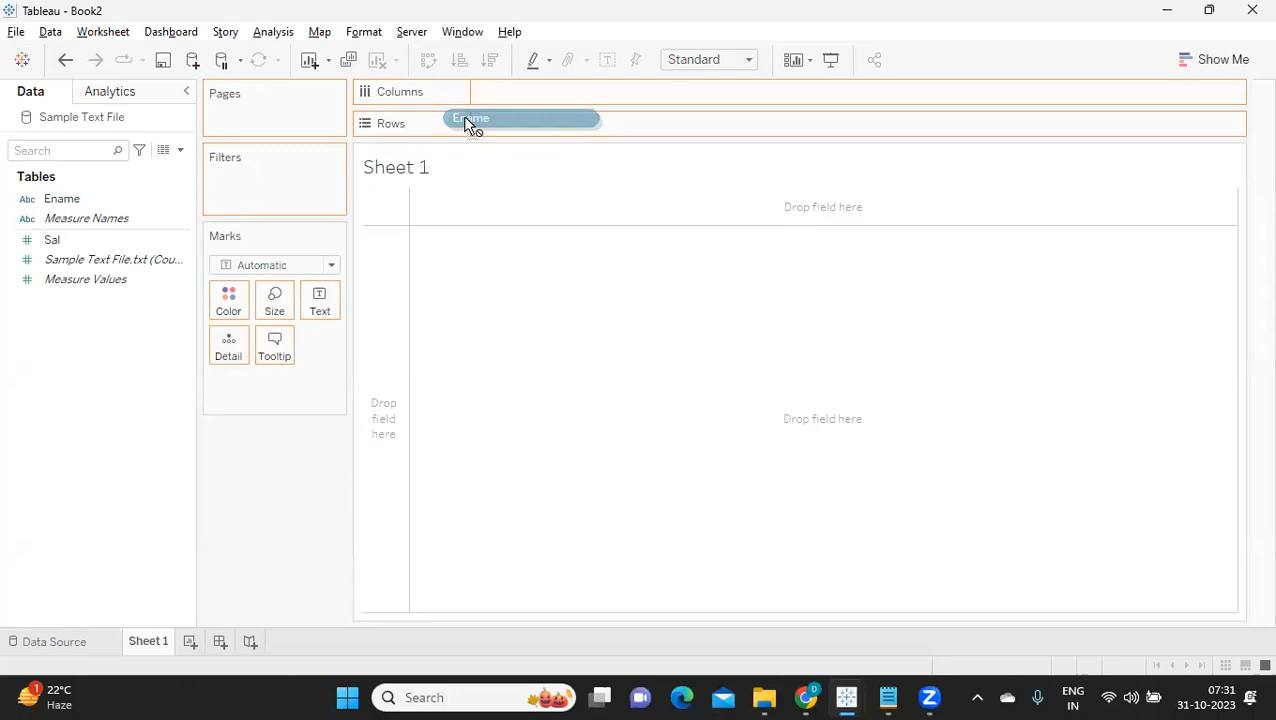 Tableau - Book2
File Data Worksheet Dashboard Story Analysis Map Format Server Window Help
Standard
Show Me
Data Analytics
Pages
Columns
Sample Text File
Rows
Ename
Search
Filters
Sheet 1
Tables
Abc Ename
Abc Measure Names
Drop field here
Sal
Marks
Sample Text File.txt (Cou...
Automatic
Measure Values
Color Size Text
Detail Tooltip
Drop
field
here
Drop field here
Data Source Sheet 1
1
22°C
Haze
Search
ENG
IN
07:31
31-10-2023